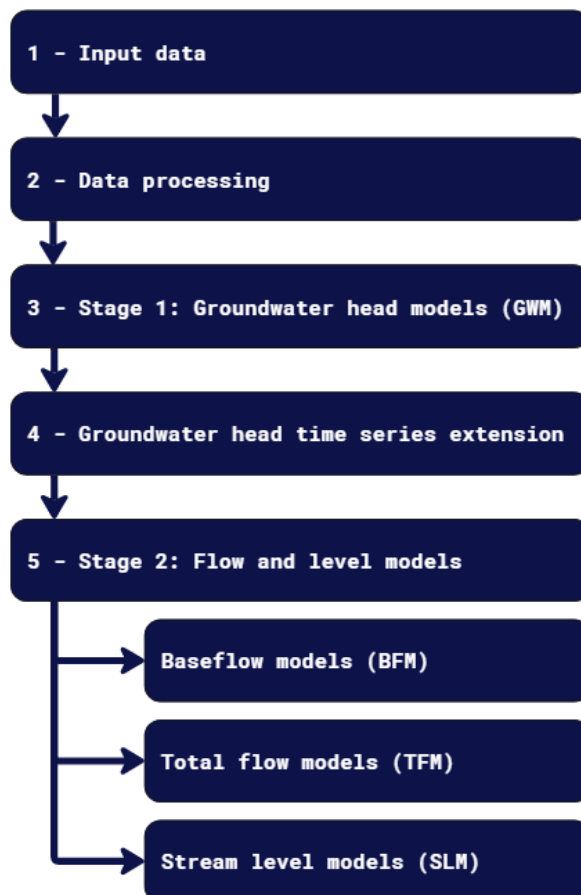 1 - Input data
2 - Data processing
3 - Stage 1: Groundwater head models (GWM)
4 - Groundwater head time series extension
5 - Stage 2: Flow and level models
Baseflow models (BFM)
Total flow models (TFM)
Stream level models (SLM)